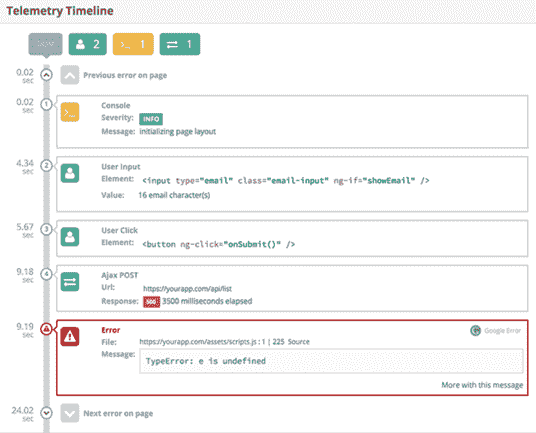 Telemetry Timeline
2
1
1
0.02 sec
Previous error on page
0.02 sec
1
Console
Severity: INFO
Message: initializing page layout
4.34 sec
2
User Input
Element: <input type="email" class="email-input" ng-if="showEmail" />
Value: 16 email character(s)
5.67 sec
3
User Click
Element: <button ng-click="onSubmit()" />
9.18 sec
4
Ajax POST
Url: https://yourapp.com/api/list
Response: 500 3500 milliseconds elapsed
9.19 sec
Error
Google Error
File: https://yourapp.com/assets/scripts.js : 1 | 225 Source
Message: TypeError: e is undefined
More with this message
24.02 sec
Next error on page